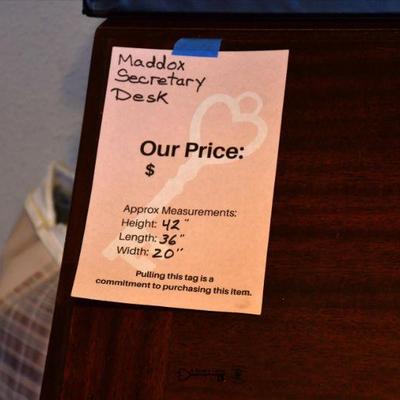 Maddox
Secretary
Desk
Our Price:
$
Approx Measurements:
Height: 42"
Length: 36"
Width: 20"
Pulling this tag is a
commitment to purchasing this item.